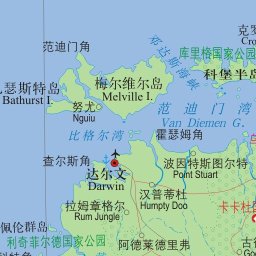 范迪门角
克罗
库里格国家公园
科堡半岛
达斯海峡
梅尔维尔岛
Melville I.
瑟斯特岛
Bathurst I.
努尤
Nguiu
范迪门湾
Van Diemen G.
比格尔湾
霍瑟姆角
查尔斯角
达尔文
Darwin
波因特斯图尔特
Point Stuart
汉普蒂杜
Humpty Doo
拉姆章格尔
Rum Jungle
卡卡
佩伦群岛
利奇菲尔德国家公园
阿德莱德里弗
古